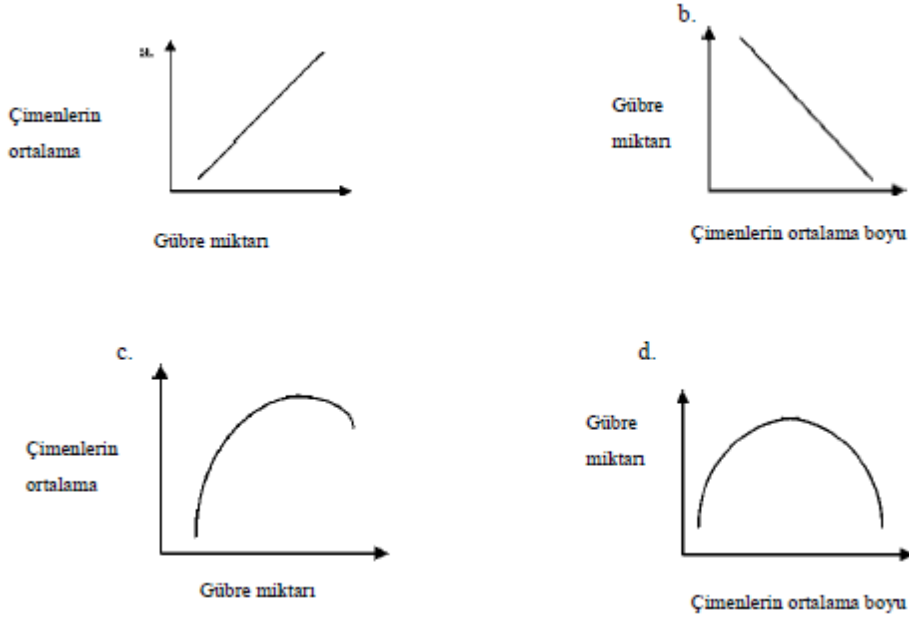 a.
Çimenlerin
ortalama
Gübre miktarı
b.
Gübre
miktarı
Çimenlerin ortalama boyu
c.
Çimenlerin
ortalama
Gübre miktarı
d.
Gübre
miktarı
Çimenlerin ortalama boyu